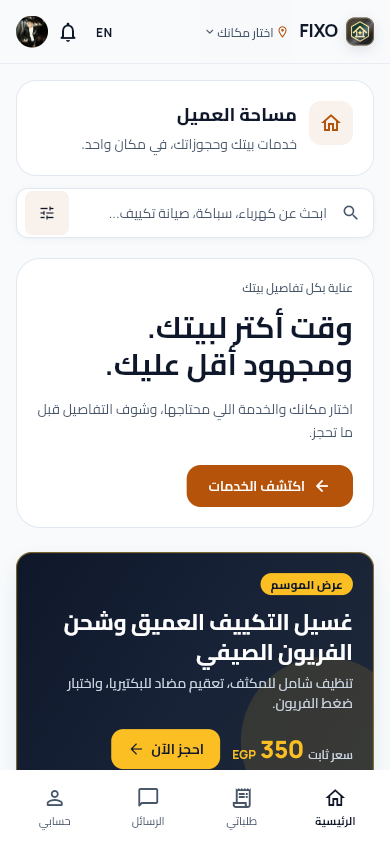 FIXO
اختار مكانك
EN
مساحة العميل
خدمات بيتك وحجوزاتك، في مكان واحد.
ابحث عن كهرباء، سباكة، صيانة تكييف...
عناية بكل تفاصيل بيتك
وقت أكتر لبيتك.
ومجهود أقل عليك.
اختار مكانك والخدمة اللي محتاجها، وشوف التفاصيل قبل
ما تحجز.
اكتشف الخدمات
عرض الموسم
غسيل التكييف العميق وشحن
الفريون الصيفي
تنظيف شامل للمكثف، تعقيم مضاد للبكتيريا، واختبار
ضغط الفريون.
سعر ثابت 350 EGP
احجز الآن
الرئيسية
طلباتي
الرسائل
حسابي